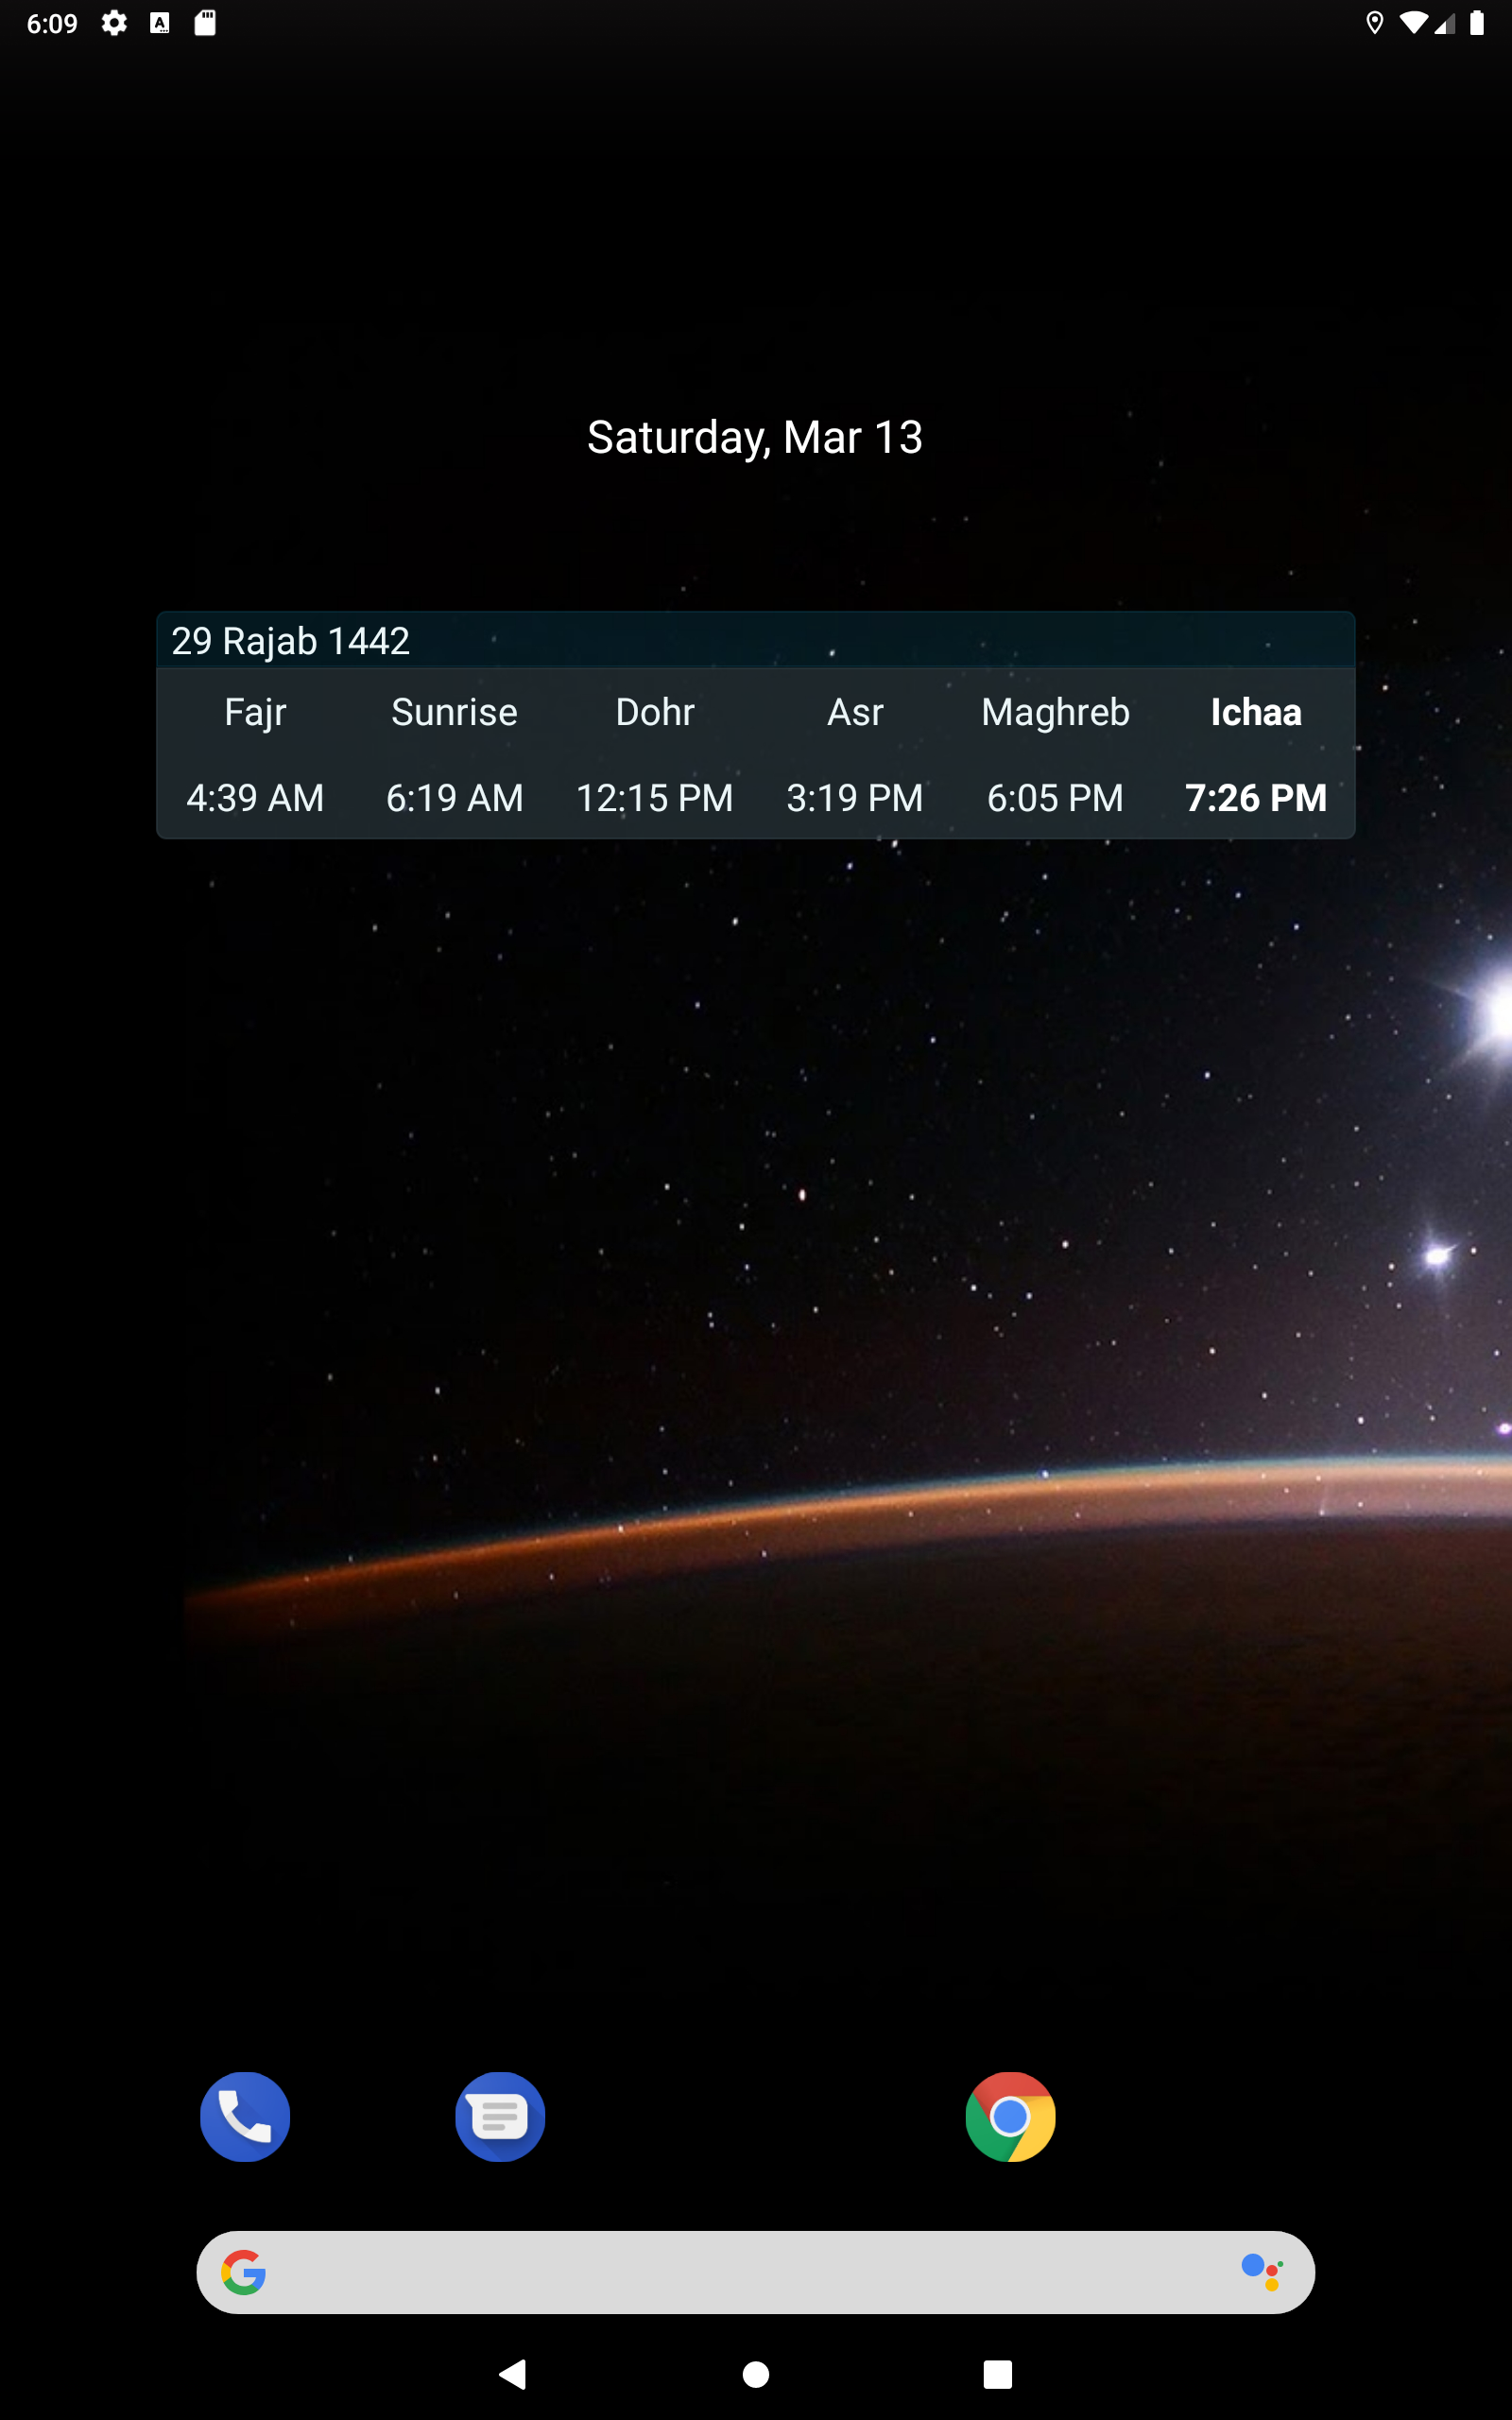 6:09
Saturday, Mar 13
29 Rajab 1442
Fajr Sunrise Dohr Asr Maghreb Ichaa
4:39 AM 6:19 AM 12:15 PM 3:19 PM 6:05 PM 7:26 PM